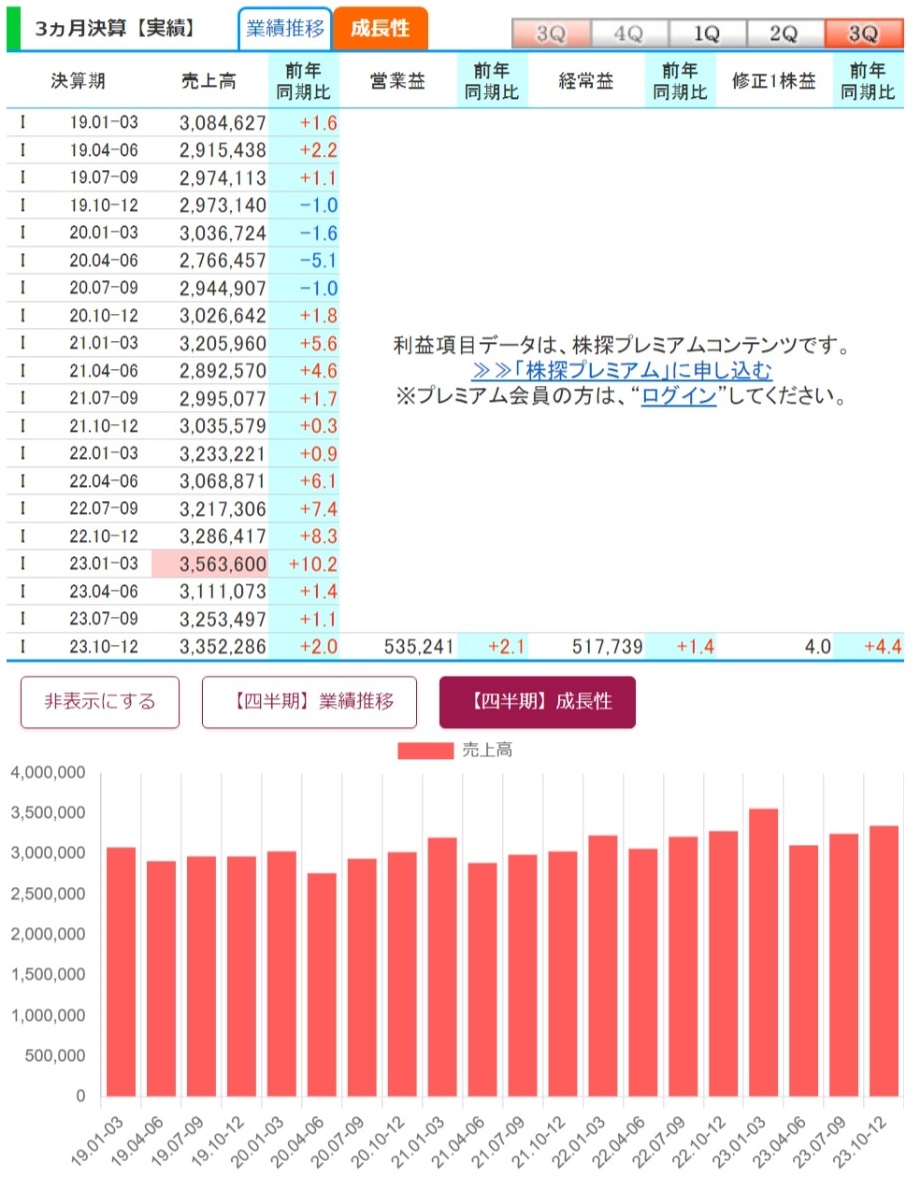 3ヵ月決算【実績】 業績推移 成長性 3Q 4Q 1Q 2Q 3Q
決算期 売上高 前年同期比 営業益 前年同期比 経常益 前年同期比 修正1株益 前年同期比
I 19.01-03 3,084,627 +1.6
I 19.04-06 2,915,438 +2.2
I 19.07-09 2,974,113 +1.1
I 19.10-12 2,973,140 -1.0
I 20.01-03 3,036,724 -1.6
I 20.04-06 2,766,457 -5.1
I 20.07-09 2,944,907 -1.0
I 20.10-12 3,026,642 +1.8
I 21.01-03 3,205,960 +5.6
I 21.04-06 2,892,570 +4.6
I 21.07-09 2,995,077 +1.7
I 21.10-12 3,035,579 +0.3
I 22.01-03 3,233,221 +0.9
I 22.04-06 3,068,871 +6.1
I 22.07-09 3,217,306 +7.4
I 22.10-12 3,286,417 +8.3
I 23.01-03 3,563,600 +10.2
I 23.04-06 3,111,073 +1.4
I 23.07-09 3,253,497 +1.1
I 23.10-12 3,352,286 +2.0 535,241 +2.1 517,739 +1.4 4.0 +4.4
利益項目データは、株探プレミアムコンテンツです。
≫≫「株探プレミアム」に申し込む
※プレミアム会員の方は、“ログイン”してください。
非表示にする 【四半期】業績推移 【四半期】成長性
売上高
4,000,000
3,500,000
3,000,000
2,500,000
2,000,000
1,500,000
1,000,000
500,000
0
19.01-03 19.04-06 19.07-09 19.10-12 20.01-03 20.04-06 20.07-09 20.10-12 21.01-03 21.04-06 21.07-09 21.10-12 22.01-03 22.04-06 22.07-09 22.10-12 23.01-03 23.04-06 23.07-09 23.10-12